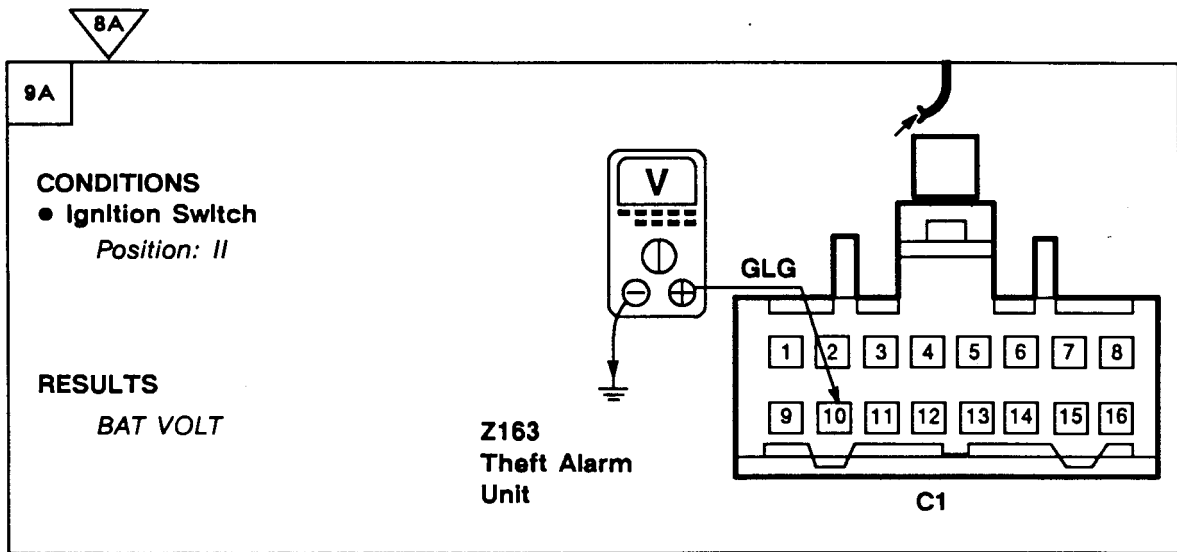 8A
9A
CONDITIONS
● Ignition Switch
Position: II
RESULTS
BAT VOLT
V
GLG
Z163
Theft Alarm
Unit
1 2 3 4 5 6 7 8
9 10 11 12 13 14 15 16
C1